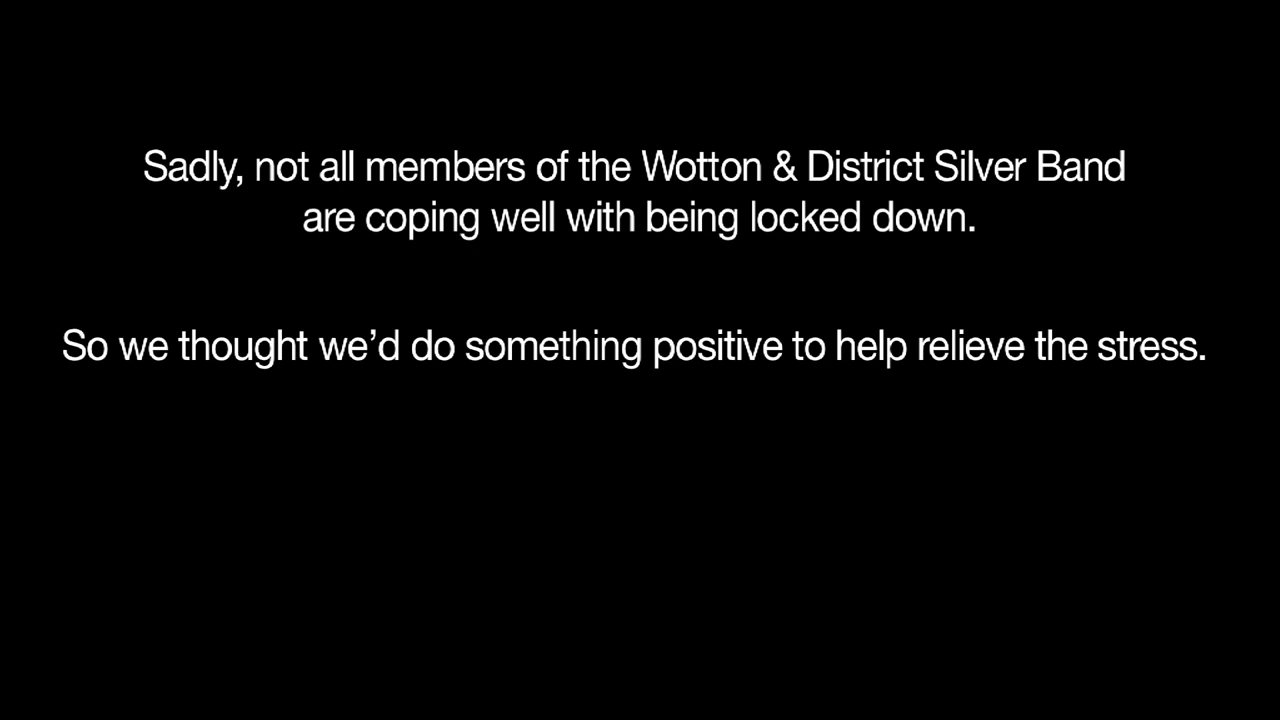 Sadly, not all members of the Wotton & District Silver Band
are coping well with being locked down.
So we thought we’d do something positive to help relieve the stress.